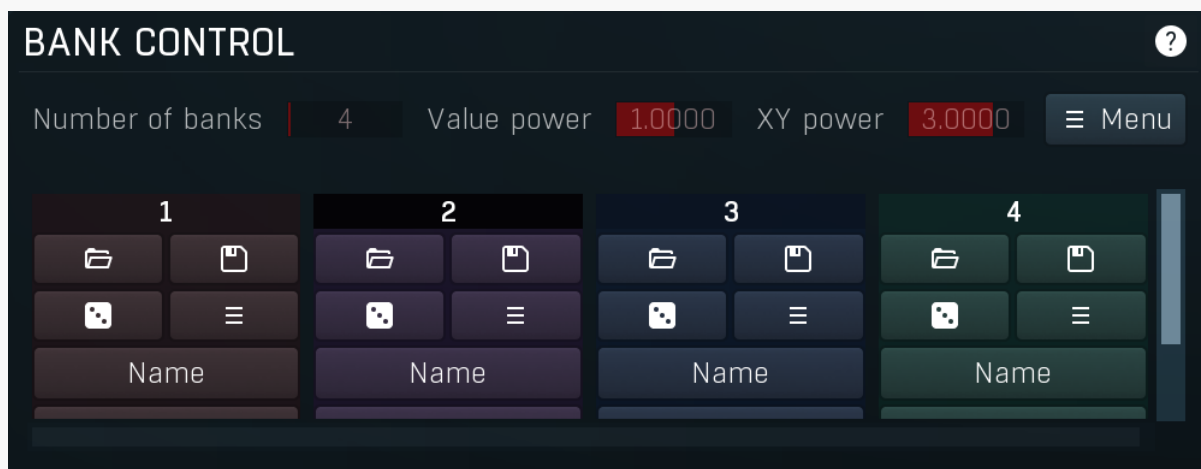 BANK CONTROL ?
Number of banks 4 Value power 1.0000 XY power 3.0000 Menu
1 2 3 4
Name Name Name Name